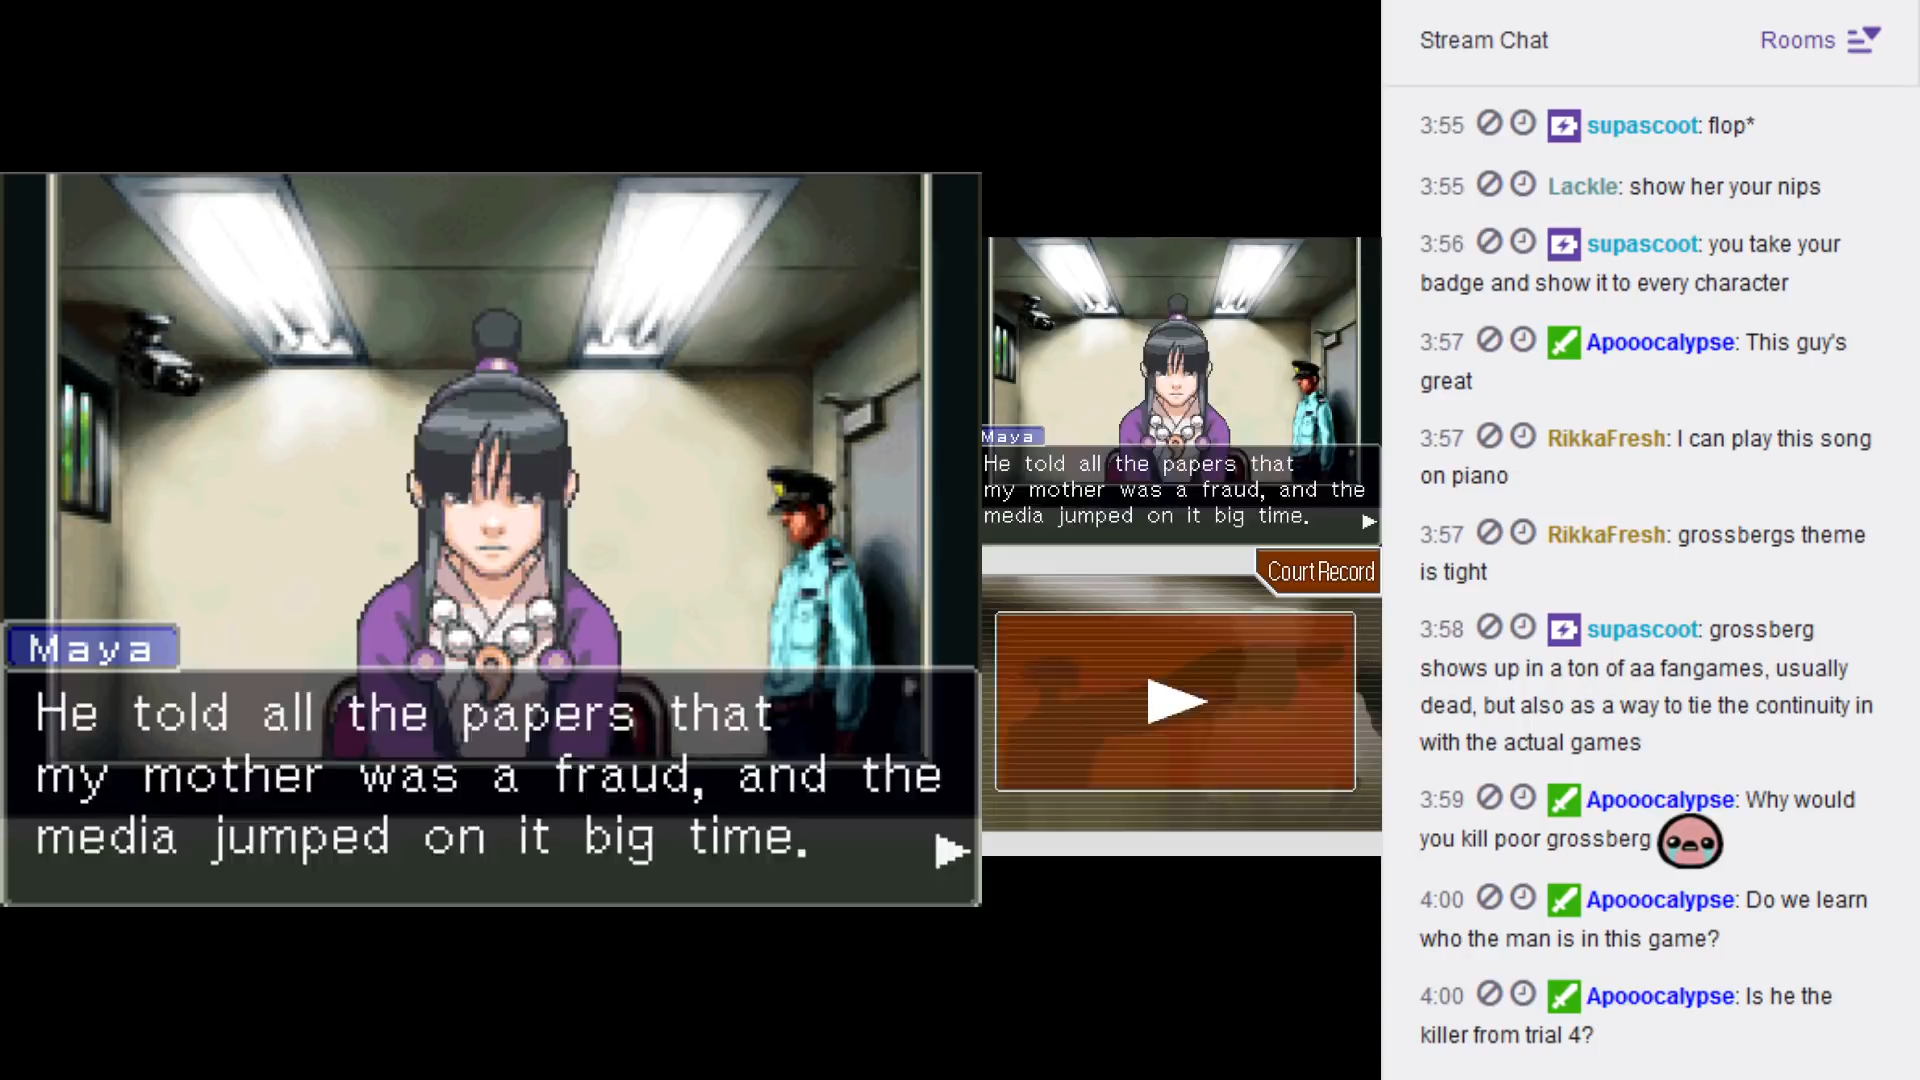 Maya
He told all the papers that
my mother was a fraud, and the
media jumped on it big time.
Maya
He told all the papers that
my mother was a fraud, and the
media jumped on it big time.
Court Record
Stream Chat
Rooms
3:55 supascoot: flop*
3:55 Lackle: show her your nips
3:56 supascoot: you take your
badge and show it to every character
3:57 Apooocalypse: This guy's
great
3:57 RikkaFresh: I can play this song
on piano
3:57 RikkaFresh: grossbergs theme
is tight
3:58 supascoot: grossberg
shows up in a ton of aa fangames, usually
dead, but also as a way to tie the continuity in
with the actual games
3:59 Apooocalypse: Why would
you kill poor grossberg
4:00 Apooocalypse: Do we learn
who the man is in this game?
4:00 Apooocalypse: Is he the
killer from trial 4?